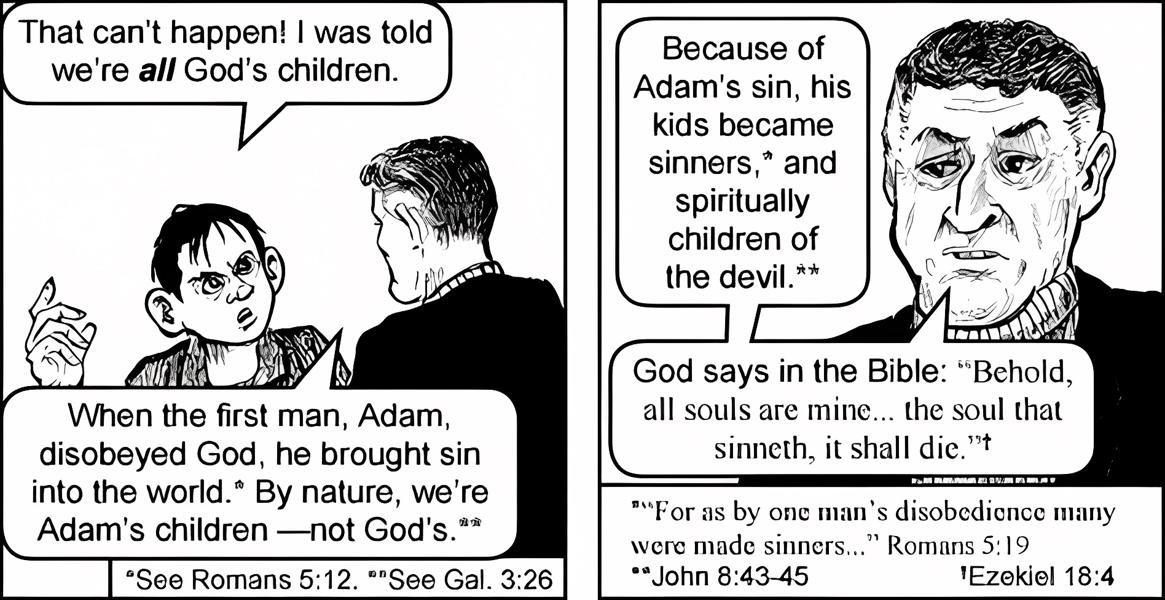 That can't happen! I was told
we're all God's children.
When the first man, Adam,
disobeyed God, he brought sin
into the world.* By nature, we're
Adam's children —not God's.**
*See Romans 5:12. **See Gal. 3:26
Because of
Adam's sin, his
kids became
sinners,* and
spiritually
children of
the devil.**
God says in the Bible: “Behold,
all souls are mine... the soul that
sinneth, it shall die.”†
*“For as by one man's disobedience many
were made sinners...” Romans 5:19
**John 8:43-45 †Ezekiel 18:4